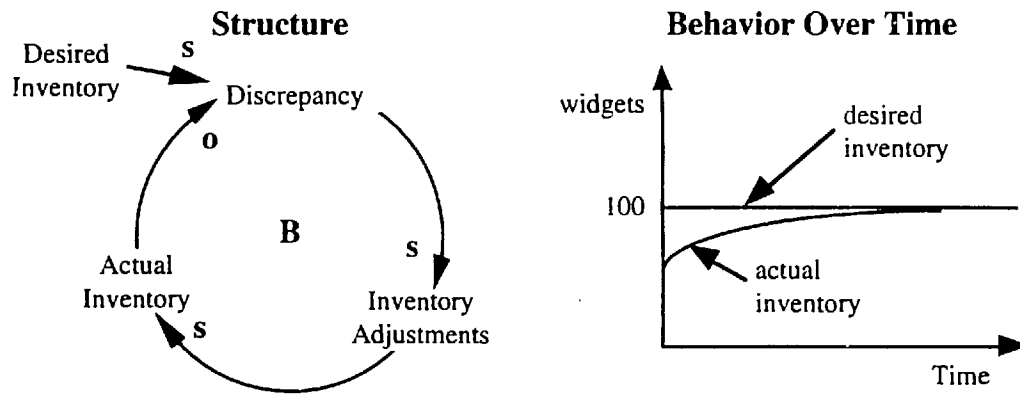 Structure
s
Desired
Inventory
Discrepancy
o
B
s
Actual
Inventory
Inventory
Adjustments
s
Behavior Over Time
widgets
desired
inventory
100
actual
inventory
Time